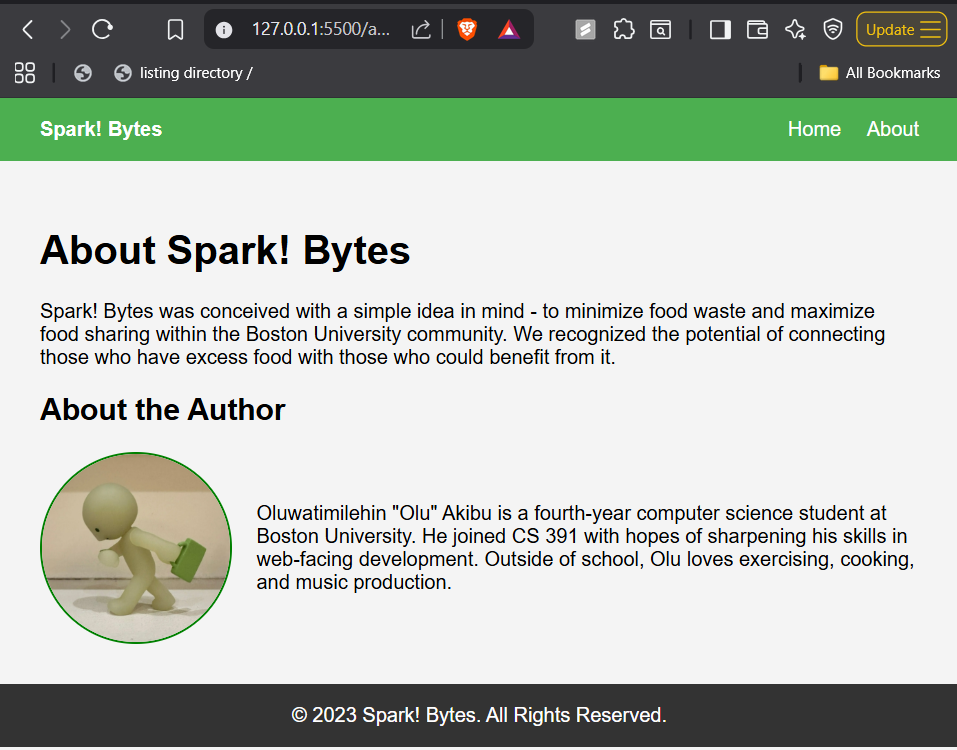 127.0.0.1:5500/a...
Update
listing directory /
All Bookmarks
Spark! Bytes
Home
About
About Spark! Bytes
Spark! Bytes was conceived with a simple idea in mind - to minimize food waste and maximize
food sharing within the Boston University community. We recognized the potential of connecting
those who have excess food with those who could benefit from it.
About the Author
Oluwatimilehin "Olu" Akibu is a fourth-year computer science student at
Boston University. He joined CS 391 with hopes of sharpening his skills in
web-facing development. Outside of school, Olu loves exercising, cooking,
and music production.
© 2023 Spark! Bytes. All Rights Reserved.